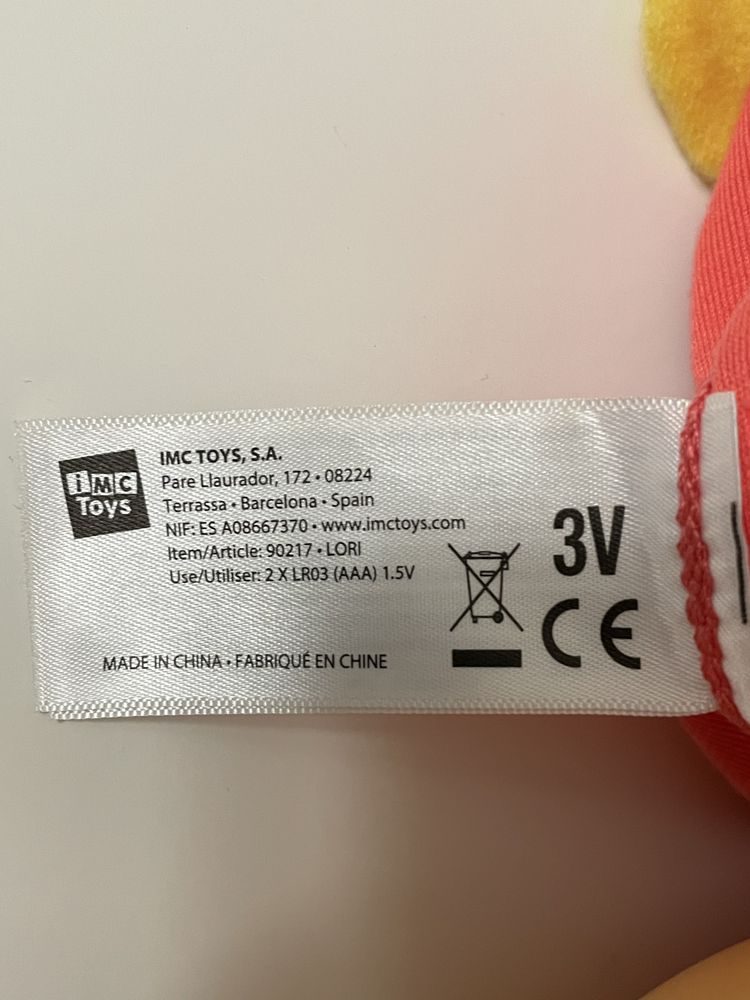 iMC
Toys
IMC TOYS, S.A.
Pare Llaurador, 172 • 08224
Terrassa • Barcelona • Spain
NIF: ES A08667370 • www.imctoys.com
Item/Article: 90217 • LORI
Use/Utiliser: 2 X LR03 (AAA) 1.5V
3V
CE
MADE IN CHINA • FABRIQUÉ EN CHINE